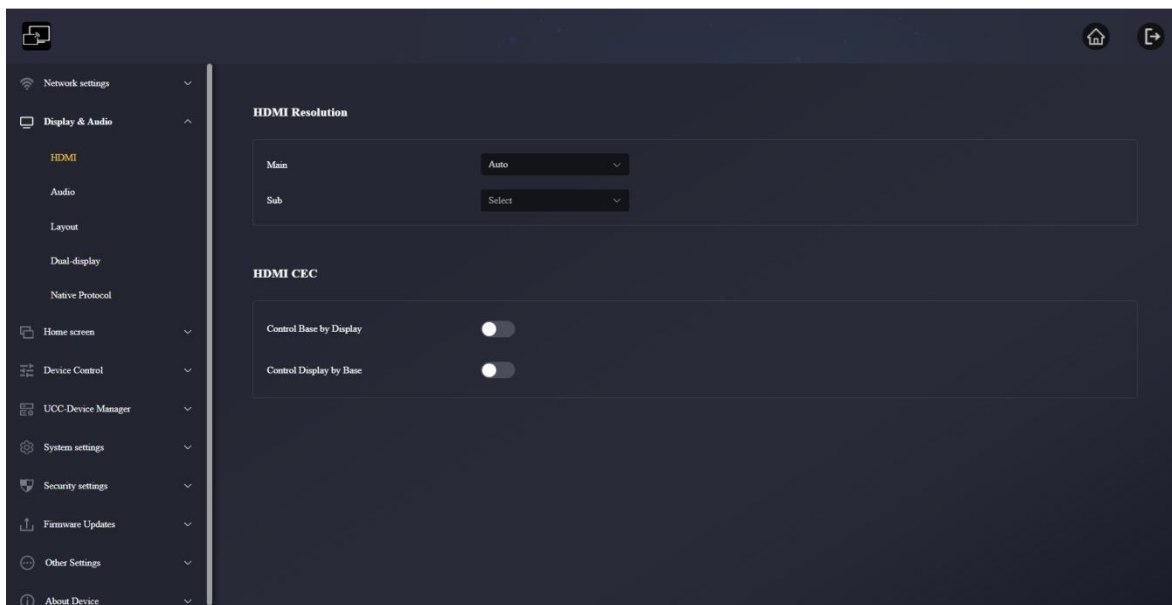 Network settings
Display & Audio
HDMI
Audio
Layout
Dual-display
Native Protocol
Home screen
Device Control
UCC-Device Manager
System settings
Security settings
Firmware Updates
Other Settings
About Device
HDMI Resolution
Main Auto
Sub Select
HDMI CEC
Control Base by Display
Control Display by Base